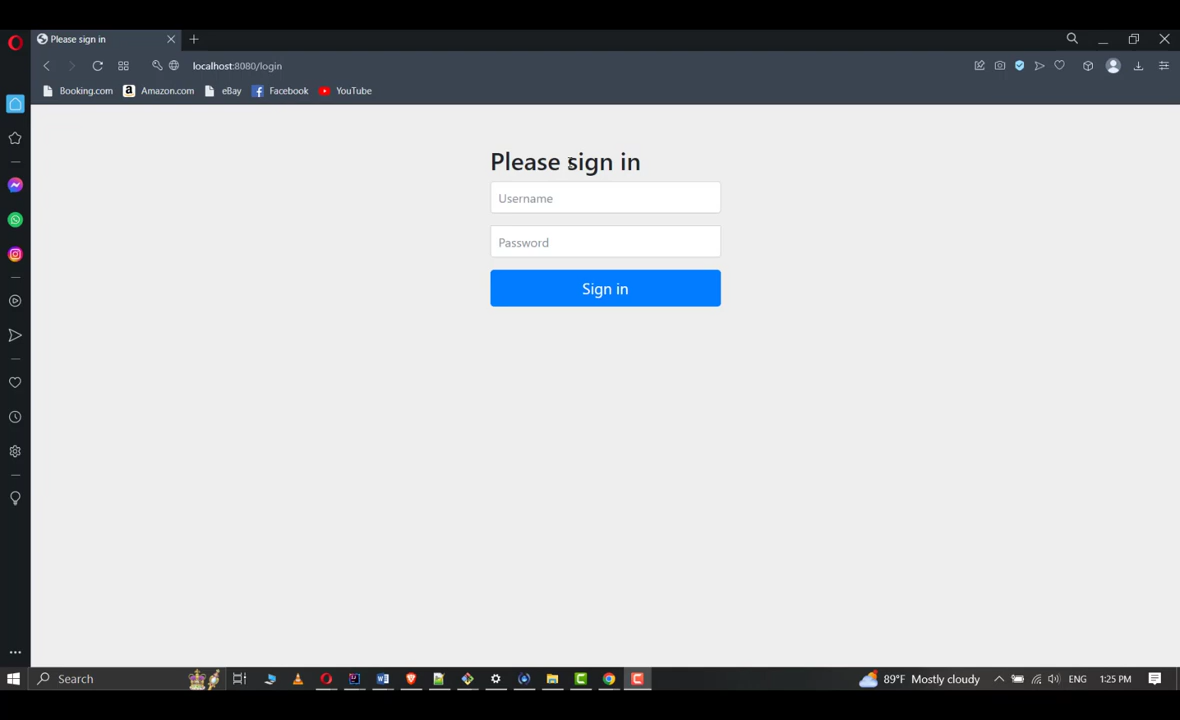 Please sign in
localhost:8080/login
Booking.com Amazon.com eBay Facebook YouTube
Please sign in
Username
Password
Sign in
Search 89°F Mostly cloudy ENG 1:25 PM